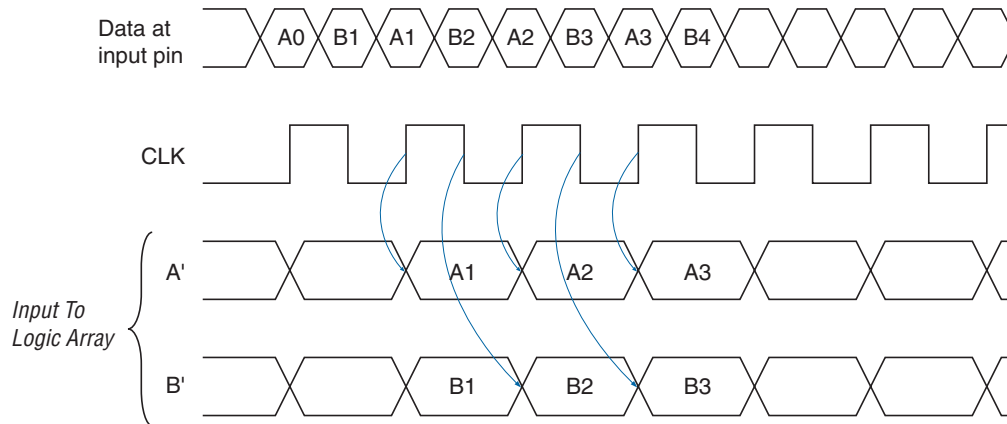 Data at
input pin
A0 B1 A1 B2 A2 B3 A3 B4
CLK
A' A1 A2 A3
Input To
Logic Array
B' B1 B2 B3